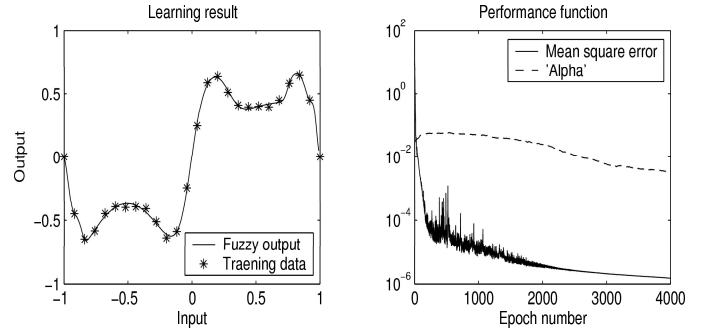 Learning result
1
0.5
0
−0.5
−1
−1
−0.5
0
0.5
1
Output
Input
Fuzzy output
Traening data
Performance function
10^2
10^0
10^−2
10^−4
10^−6
0
1000
2000
3000
4000
Epoch number
Mean square error
'Alpha'